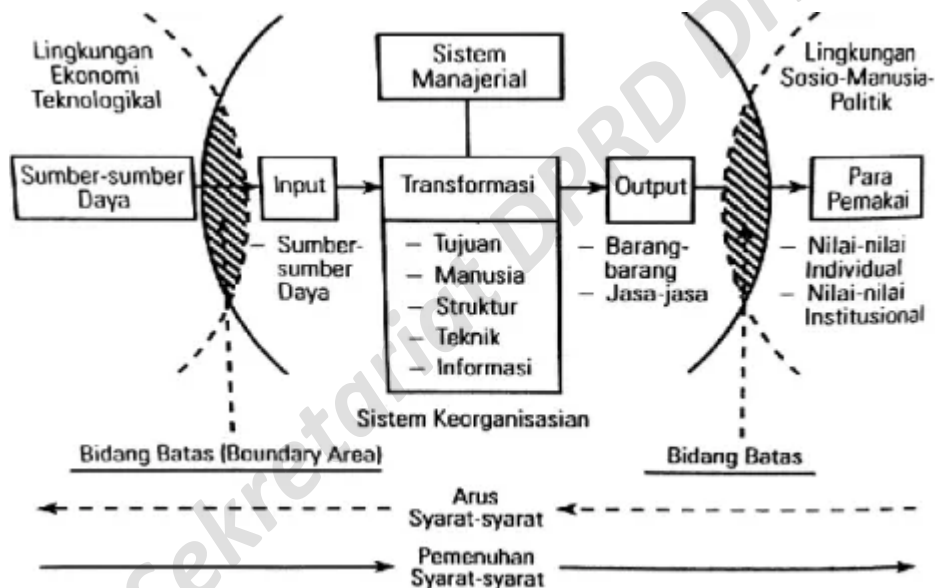 Lingkungan
Ekonomi
Teknologikal
Sistem
Manajerial
Lingkungan
Sosio-Manusia-
Politik
Sumber-sumber
Daya
Input
Transformasi
Output
Para
Pemakai
– Sumber-
sumber
Daya
– Tujuan
– Manusia
– Struktur
– Teknik
– Informasi
– Barang-
barang
– Jasa-jasa
– Nilai-nilai
Individual
– Nilai-nilai
Institusional
Sistem Keorganisasian
Bidang Batas (Boundary Area)
Bidang Batas
Arus
Syarat-syarat
Pemenuhan
Syarat-syarat
Sekretariat DPRD